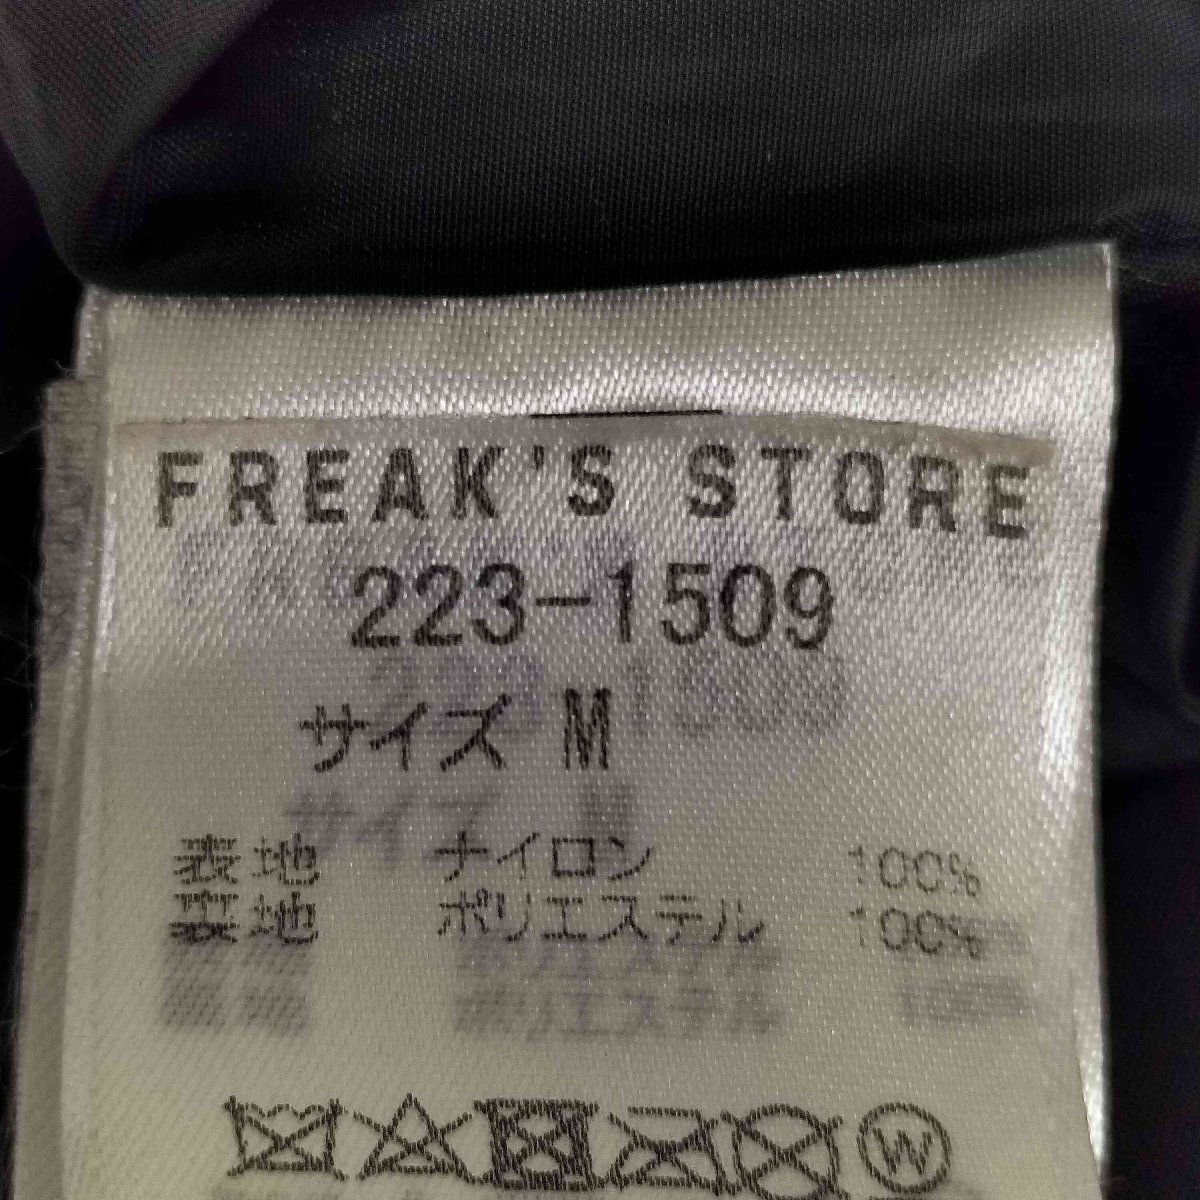 FREAK'S STORE
223-1509
サイズ M
表地 ナイロン 100%
裏地 ポリエステル 100%
W